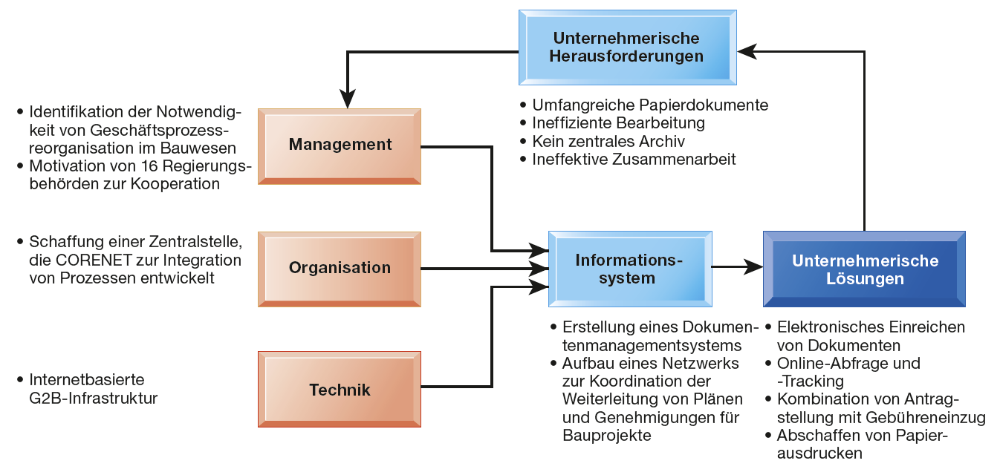 Unternehmerische
Herausforderungen
• Umfangreiche Papierdokumente
• Ineffiziente Bearbeitung
• Kein zentrales Archiv
• Ineffektive Zusammenarbeit
• Identifikation der Notwendig-
keit von Geschäftsprozess-
reorganisation im Bauwesen
• Motivation von 16 Regierungs-
behörden zur Kooperation
Management
• Schaffung einer Zentralstelle,
die CORENET zur Integration
von Prozessen entwickelt
Organisation
• Internetbasierte
G2B-Infrastruktur
Technik
Informations-
system
• Erstellung eines Dokumen-
tenmanagementsystems
• Aufbau eines Netzwerks
zur Koordination der
Weiterleitung von Plänen
und Genehmigungen für
Bauprojekte
Unternehmerische
Lösungen
• Elektronisches Einreichen
von Dokumenten
• Online-Abfrage und
-Tracking
• Kombination von Antrag-
stellung mit Gebühreneinzug
• Abschaffen von Papier-
ausdrucken